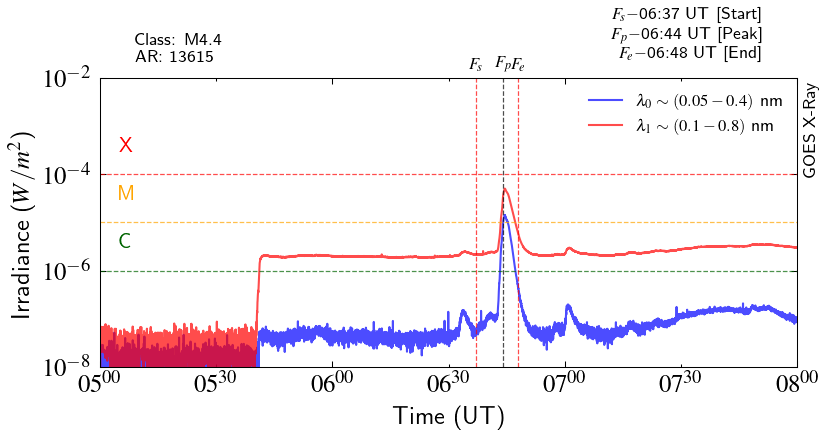 F_s−06:37 UT [Start]
Class: M4.4
F_p−06:44 UT [Peak]
AR: 13615
F_e−06:48 UT [End]
F_s F_p F_e
10^−2
λ_0 ∼ (0.05 − 0.4) nm
λ_1 ∼ (0.1 − 0.8) nm
GOES X-Ray
X
10^−4
M
Irradiance (W/m^2)
C
10^−6
10^−8
05^00 05^30 06^00 06^30 07^00 07^30 08^00
Time (UT)